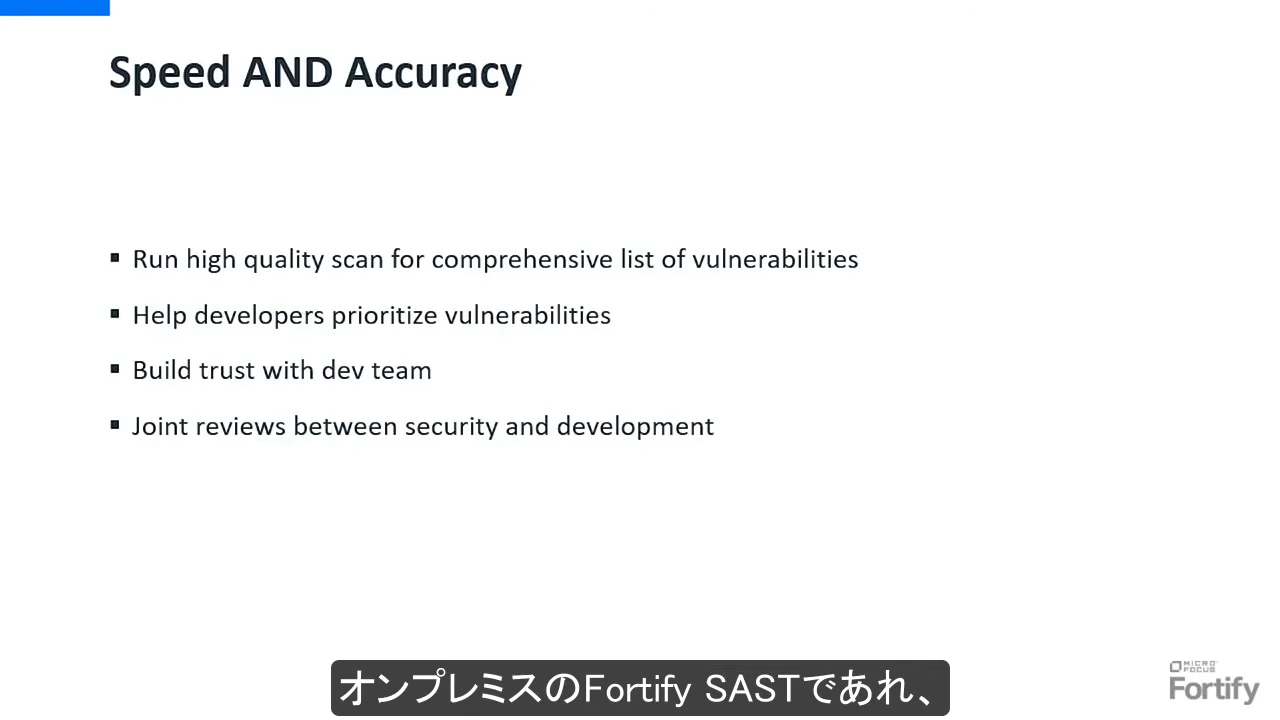 Speed AND Accuracy
▪ Run high quality scan for comprehensive list of vulnerabilities
▪ Help developers prioritize vulnerabilities
▪ Build trust with dev team
▪ Joint reviews between security and development
オンプレミスのFortify SASTであれ、
MICRO
FOCUS
Fortify